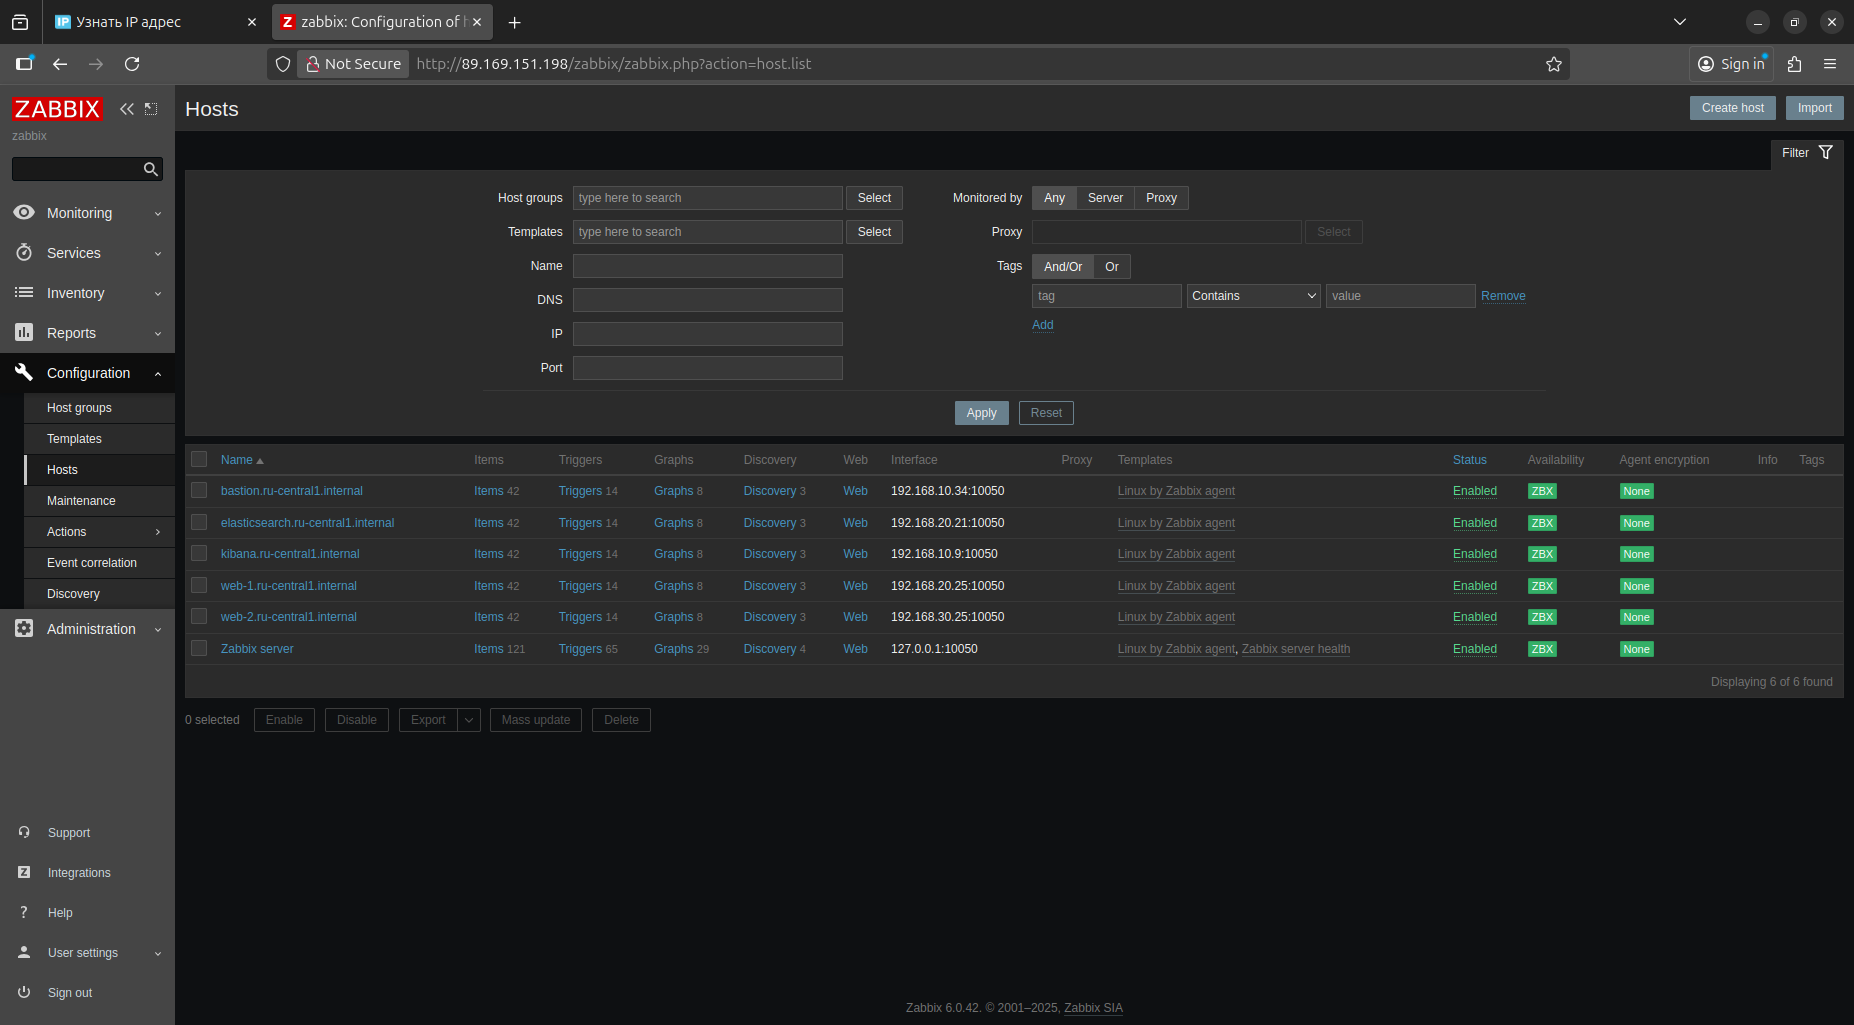 Узнать IP адрес
zabbix: Configuration of h
Not Secure http://89.169.151.198/zabbix/zabbix.php?action=host.list
Sign in
ZABBIX
zabbix
Monitoring
Services
Inventory
Reports
Configuration
Host groups
Templates
Hosts
Maintenance
Actions
Event correlation
Discovery
Administration
Support
Integrations
Help
User settings
Sign out
Hosts
Create host Import
Filter
Host groups type here to search Select
Templates type here to search Select
Name
DNS
IP
Port
Monitored by Any Server Proxy
Proxy Select
Tags And/Or Or
tag Contains value Remove
Add
Apply Reset
Name Items Triggers Graphs Discovery Web Interface Proxy Templates Status Availability Agent encryption Info Tags
bastion.ru-central1.internal Items 42 Triggers 14 Graphs 8 Discovery 3 Web 192.168.10.34:10050 Linux by Zabbix agent Enabled ZBX None
elasticsearch.ru-central1.internal Items 42 Triggers 14 Graphs 8 Discovery 3 Web 192.168.20.21:10050 Linux by Zabbix agent Enabled ZBX None
kibana.ru-central1.internal Items 42 Triggers 14 Graphs 8 Discovery 3 Web 192.168.10.9:10050 Linux by Zabbix agent Enabled ZBX None
web-1.ru-central1.internal Items 42 Triggers 14 Graphs 8 Discovery 3 Web 192.168.20.25:10050 Linux by Zabbix agent Enabled ZBX None
web-2.ru-central1.internal Items 42 Triggers 14 Graphs 8 Discovery 3 Web 192.168.30.25:10050 Linux by Zabbix agent Enabled ZBX None
Zabbix server Items 121 Triggers 65 Graphs 29 Discovery 4 Web 127.0.0.1:10050 Linux by Zabbix agent, Zabbix server health Enabled ZBX None
Displaying 6 of 6 found
0 selected Enable Disable Export Mass update Delete
Zabbix 6.0.42. © 2001–2025, Zabbix SIA